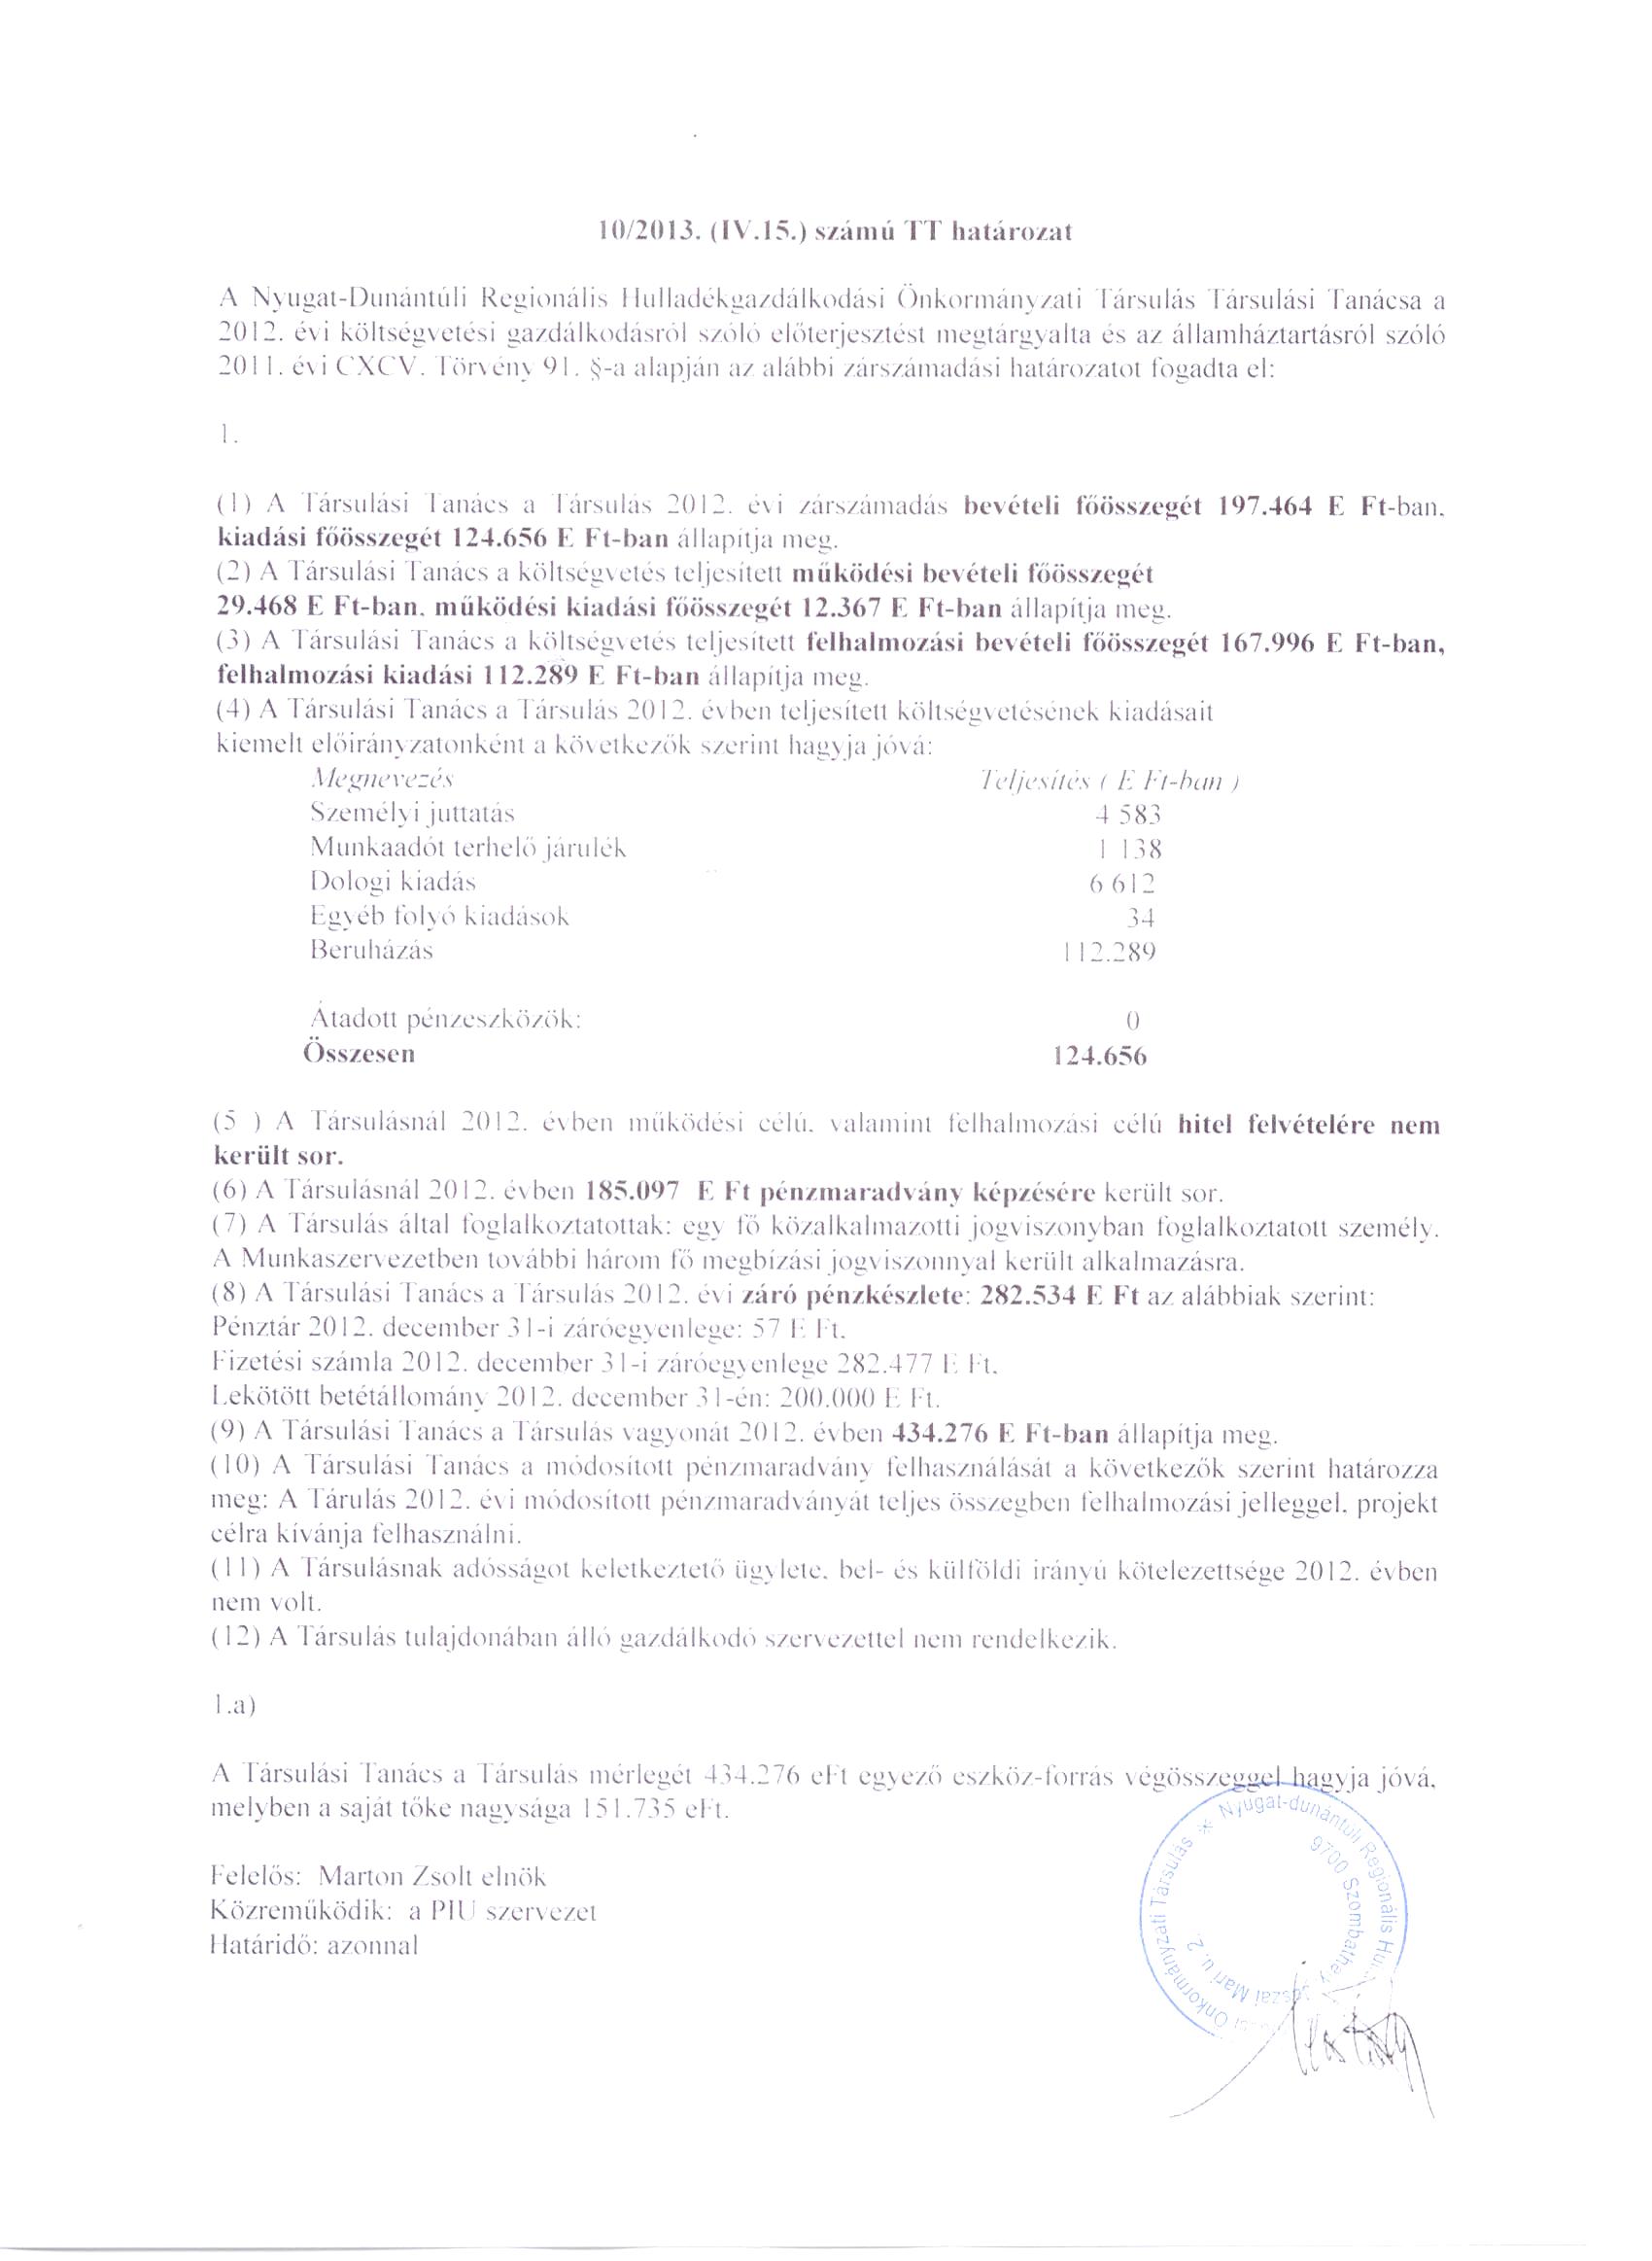 10/2013. (IV.15.) számú TT határozat
A Nyugat-Dunántúli Regionális Hulladékgazdálkodási Önkormányzati Társulás Társulási Tanácsa a
2012. évi költségvetési gazdálkodásról szóló előterjesztést megtárgyalta és az államháztartásról szóló
2011. évi CXCV. Törvény 91. §-a alapján az alábbi zárszámadási határozatot fogadta el:
1.
(1) A Társulási Tanács a Társulás 2012. évi zárszámadás bevételi főösszegét 197.464 E Ft-ban,
kiadási főösszegét 124.656 E Ft-ban állapítja meg.
(2) A Társulási Tanács a költségvetés teljesített működési bevételi főösszegét
29.468 E Ft-ban, működési kiadási főösszegét 12.367 E Ft-ban állapítja meg.
(3) A Társulási Tanács a költségvetés teljesített felhalmozási bevételi főösszegét 167.996 E Ft-ban,
felhalmozási kiadási 112.289 E Ft-ban állapítja meg.
(4) A Társulási Tanács a Társulás 2012. évben teljesített költségvetésének kiadásait
kiemelt előirányzatonként a következők szerint hagyja jóvá:
Megnevezés Teljesítés ( E Ft-ban )
Személyi juttatás 4 583
Munkaadót terhelő járulék 1 138
Dologi kiadás 6 612
Egyéb folyó kiadások 34
Beruházás 112.289
Átadott pénzeszközök: 0
Összesen 124.656
(5 ) A Társulásnál 2012. évben működési célú, valamint felhalmozási célú hitel felvételére nem
került sor.
(6) A Társulásnál 2012. évben 185.097 E Ft pénzmaradvány képzésére került sor.
(7) A Társulás által foglalkoztatottak: egy fő közalkalmazotti jogviszonyban foglalkoztatott személy.
A Munkaszervezetben további három fő megbízási jogviszonnyal került alkalmazásra.
(8) A Társulási Tanács a Társulás 2012. évi záró pénzkészlete: 282.534 E Ft az alábbiak szerint:
Pénztár 2012. december 31-i záróegyenlege: 57 E Ft.
Fizetési számla 2012. december 31-i záróegyenlege 282.477 E Ft.
Lekötött betétállomány 2012. december 31-én: 200.000 E Ft.
(9) A Társulási Tanács a Társulás vagyonát 2012. évben 434.276 E Ft-ban állapítja meg.
(10) A Társulási Tanács a módosított pénzmaradvány felhasználását a következők szerint határozza
meg: A Tárulás 2012. évi módosított pénzmaradványát teljes összegben felhalmozási jelleggel, projekt
célra kívánja felhasználni.
(11) A Társulásnak adósságot keletkeztető ügylete, bel- és külföldi irányú kötelezettsége 2012. évben
nem volt.
(12) A Társulás tulajdonában álló gazdálkodó szervezettel nem rendelkezik.
1.a)
A Társulási Tanács a Társulás mérlegét 434.276 eFt egyező eszköz-forrás végösszeggel hagyja jóvá,
melyben a saját tőke nagysága 151.735 eFt.
Felelős: Marton Zsolt elnök
Közreműködik: a PIU szervezet
Határidő: azonnal
Nyugat-dunántúli Regionális
Önkormányzati Társulás
9700 Szombathely
Mari u. 2.